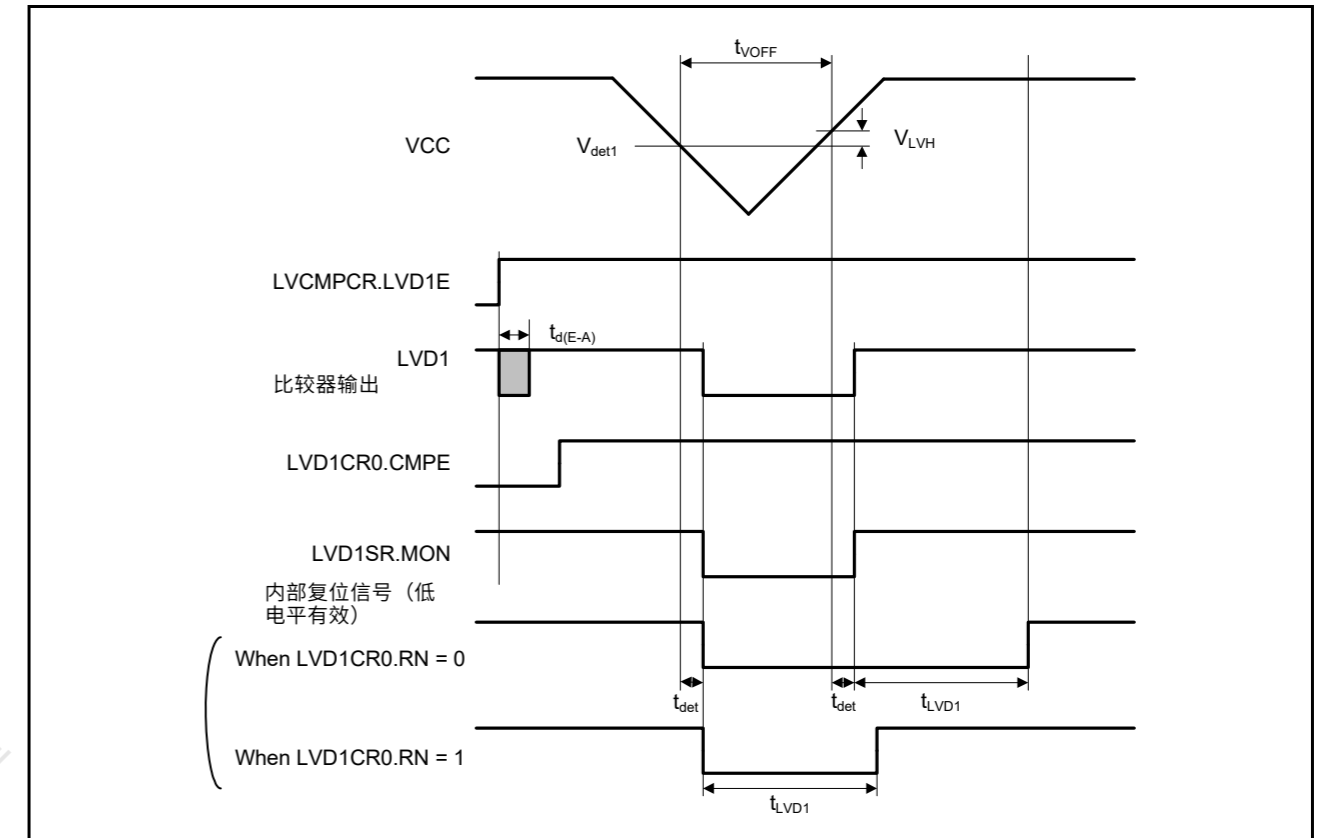 tVOFF
VCC
Vdet1
VLVH
LVCMPCR.LVD1E
td(E-A)
LVD1
比较器输出
LVD1CR0.CMPE
LVD1SR.MON
内部复位信号（低
电平有效）
When LVD1CR0.RN = 0
tdet
tdet
tLVD1
When LVD1CR0.RN = 1
tLVD1